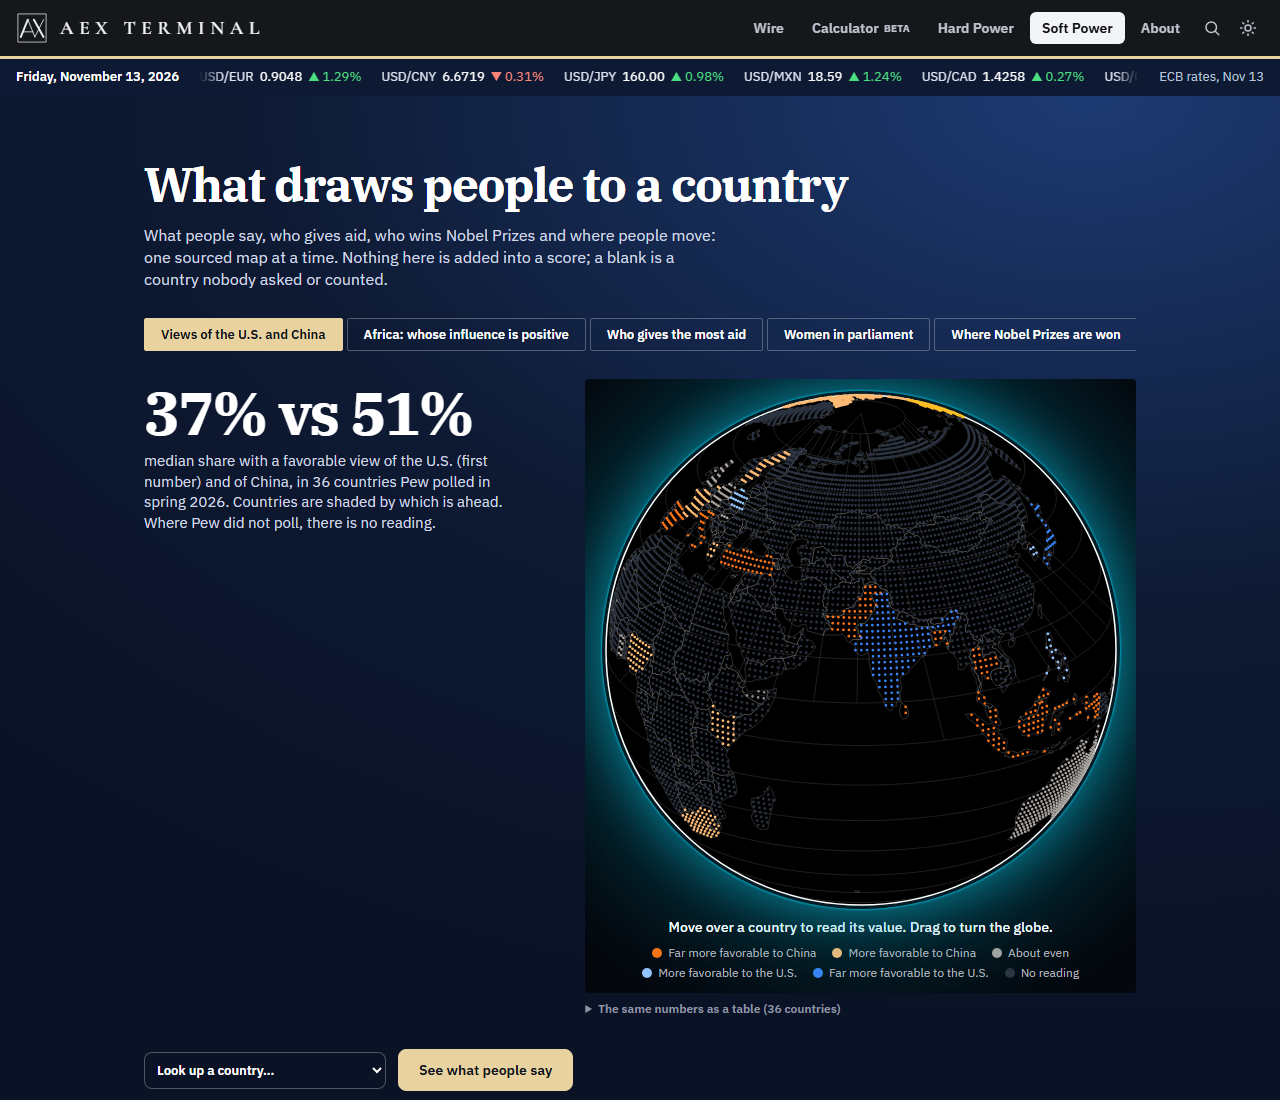 AEX TERMINAL
Wire
Calculator BETA
Hard Power
Soft Power
About
Friday, November 13, 2026
USD/EUR 0.9048 ▲ 1.29%
USD/CNY 6.6719 ▼ 0.31%
USD/JPY 160.00 ▲ 0.98%
USD/MXN 18.59 ▲ 1.24%
USD/CAD 1.4258 ▲ 0.27%
USD/
ECB rates, Nov 13
What draws people to a country
What people say, who gives aid, who wins Nobel Prizes and where people move:
one sourced map at a time. Nothing here is added into a score; a blank is a
country nobody asked or counted.
Views of the U.S. and China
Africa: whose influence is positive
Who gives the most aid
Women in parliament
Where Nobel Prizes are won
37% vs 51%
median share with a favorable view of the U.S. (first
number) and of China, in 36 countries Pew polled in
spring 2026. Countries are shaded by which is ahead.
Where Pew did not poll, there is no reading.
Move over a country to read its value. Drag to turn the globe.
Far more favorable to China
More favorable to China
About even
More favorable to the U.S.
Far more favorable to the U.S.
No reading
The same numbers as a table (36 countries)
Look up a country...
See what people say